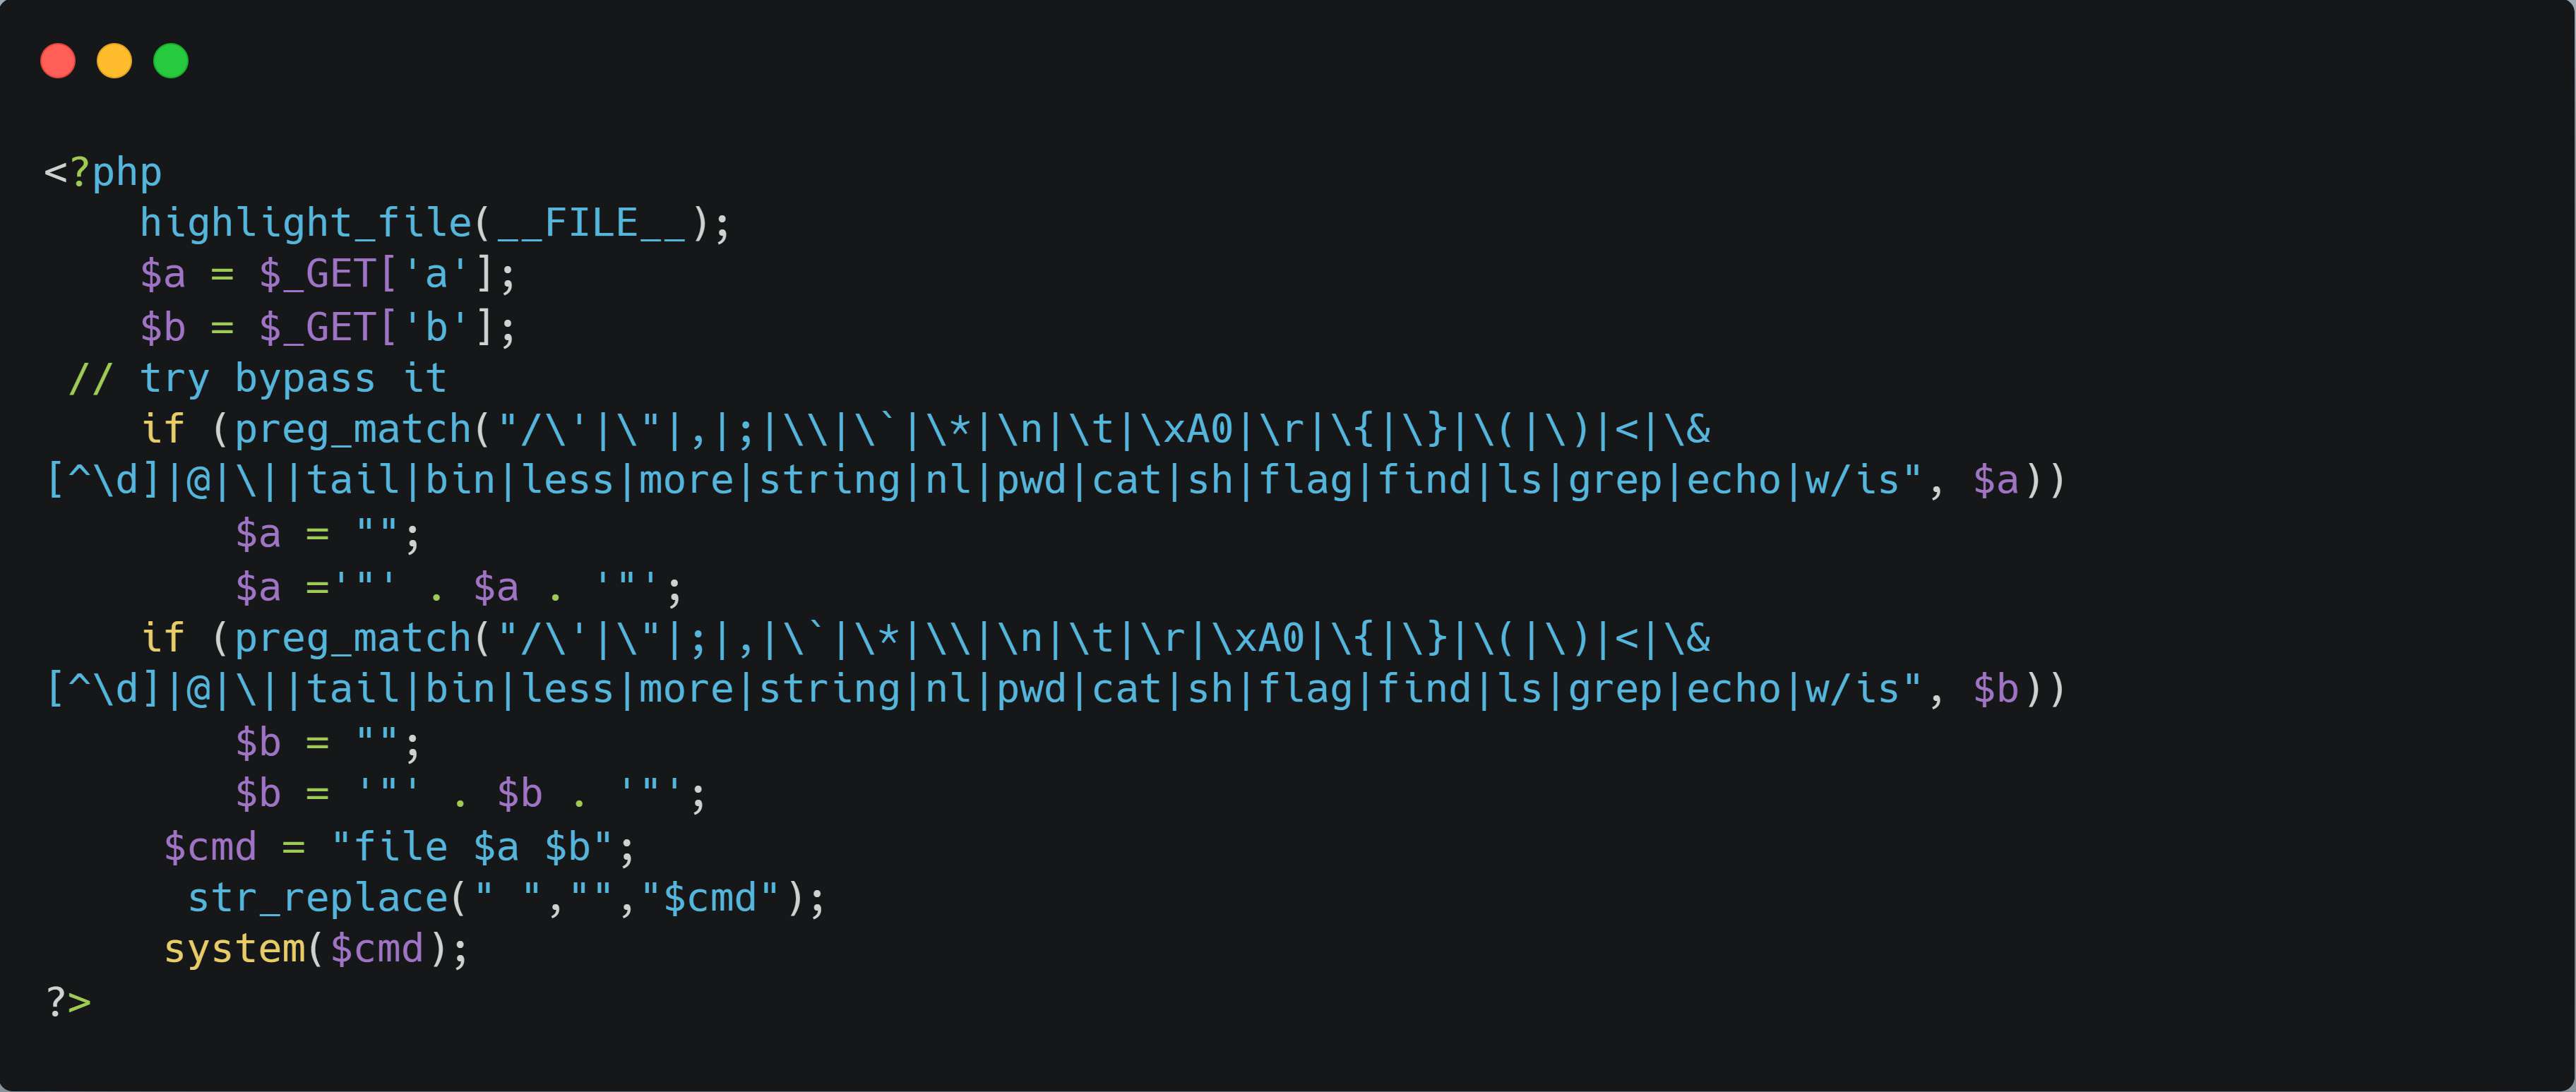 <?php
    highlight_file(__FILE__);
    $a = $_GET['a'];
    $b = $_GET['b'];
 // try bypass it
    if (preg_match("/\'|\"|,|;|\\|\`|\*|\n|\t|\xA0|\r|\{|\}|\(|\)|<|\&
[^\d]|@|\||tail|bin|less|more|string|nl|pwd|cat|sh|flag|find|ls|grep|echo|w/is", $a))
        $a = "";
        $a ='"' . $a . '"';
    if (preg_match("/\'|\"|;|,|\`|\*|\\|\n|\t|\r|\xA0|\{|\}|\(|\)|<|\&
[^\d]|@|\||tail|bin|less|more|string|nl|pwd|cat|sh|flag|find|ls|grep|echo|w/is", $b))
        $b = "";
        $b = '"' . $b . '"';
     $cmd = "file $a $b";
      str_replace(" ","","$cmd");
     system($cmd);
?>